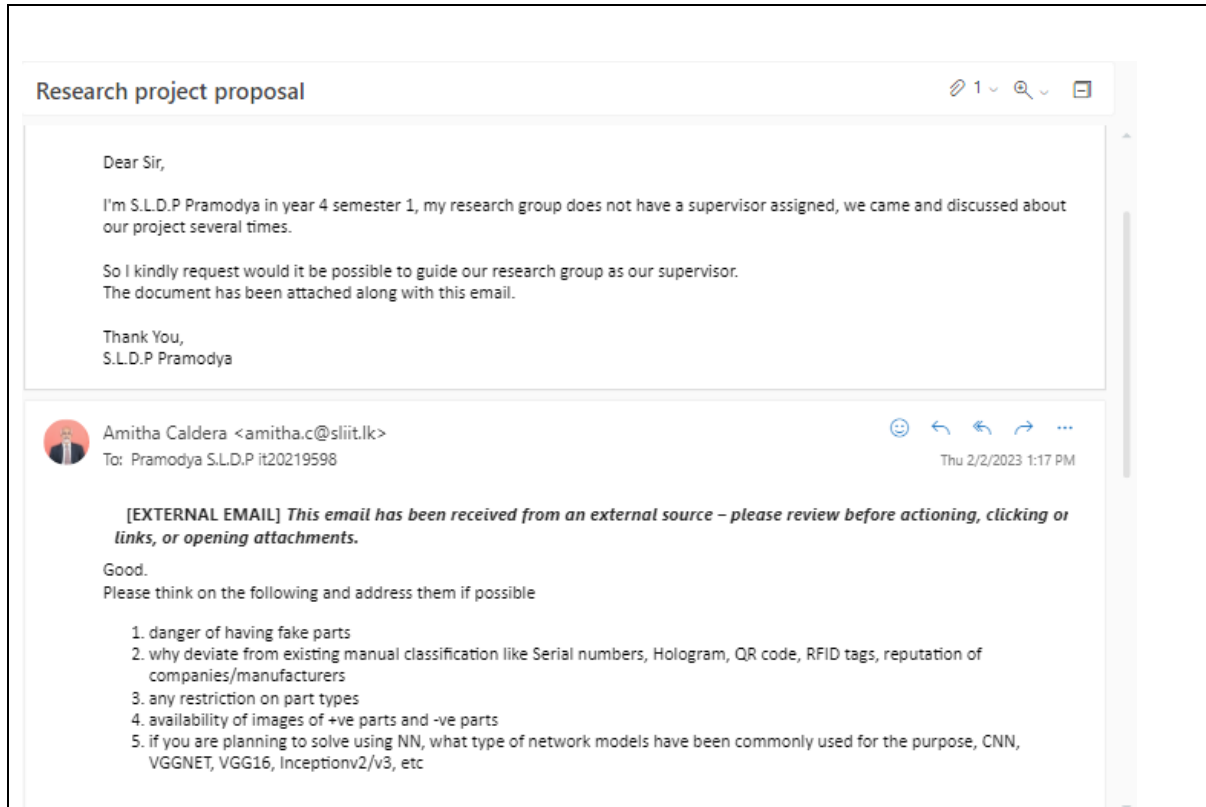 Research project proposal
1
Dear Sir,
I'm S.L.D.P Pramodya in year 4 semester 1, my research group does not have a supervisor assigned, we came and discussed about
our project several times.
So I kindly request would it be possible to guide our research group as our supervisor.
The document has been attached along with this email.
Thank You,
S.L.D.P Pramodya
Amitha Caldera <amitha.c@sliit.lk>
To: Pramodya S.L.D.P it20219598
Thu 2/2/2023 1:17 PM
[EXTERNAL EMAIL] This email has been received from an external source – please review before actioning, clicking or
links, or opening attachments.
Good.
Please think on the following and address them if possible
1. danger of having fake parts
2. why deviate from existing manual classification like Serial numbers, Hologram, QR code, RFID tags, reputation of
companies/manufacturers
3. any restriction on part types
4. availability of images of +ve parts and -ve parts
5. if you are planning to solve using NN, what type of network models have been commonly used for the purpose, CNN,
VGGNET, VGG16, Inceptionv2/v3, etc